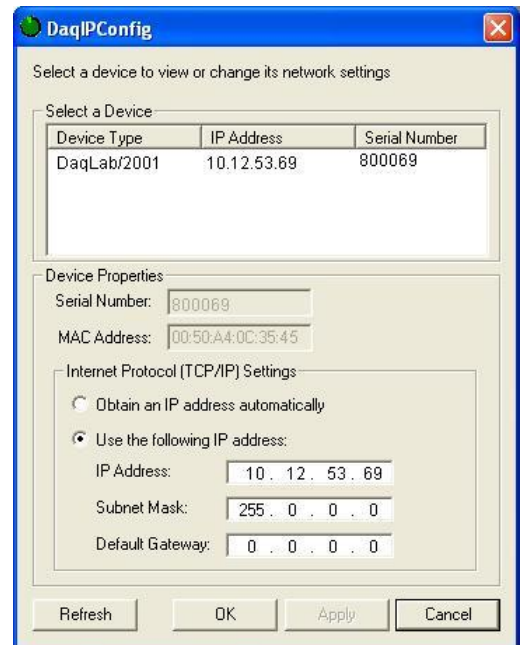 DaqIPConfig
Select a device to view or change its network settings
Select a Device
Device Type IP Address Serial Number
DaqLab/2001 10.12.53.69 800069
Device Properties
Serial Number: 800069
MAC Address: 00:50:A4:0C:35:45
Internet Protocol (TCP/IP) Settings
Obtain an IP address automatically
Use the following IP address:
IP Address: 10 . 12 . 53 . 69
Subnet Mask: 255 . 0 . 0 . 0
Default Gateway: 0 . 0 . 0 . 0
Refresh OK Apply Cancel